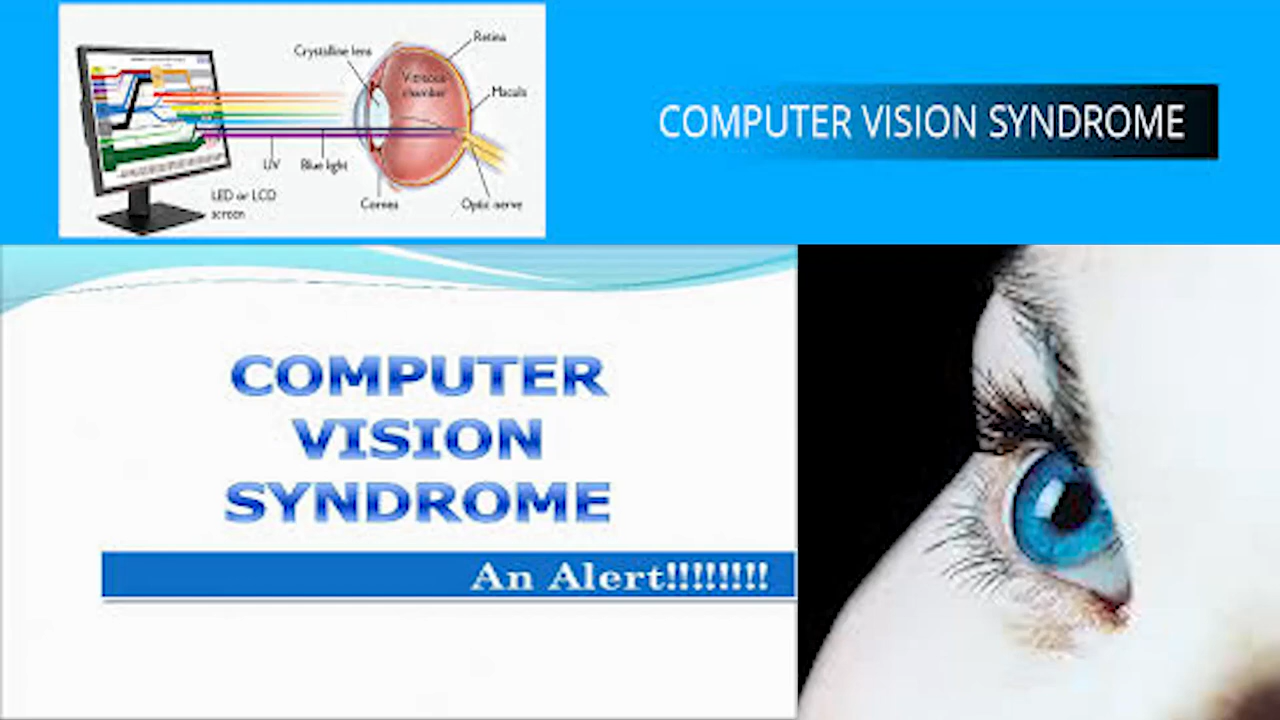 Crystalline lens
Retina
Vitreous
chamber
Macula
UV
Blue light
LED or LCD
screen
Cornea
Optic nerve
COMPUTER VISION SYNDROME
COMPUTER
VISION
SYNDROME
An Alert!!!!!!!!